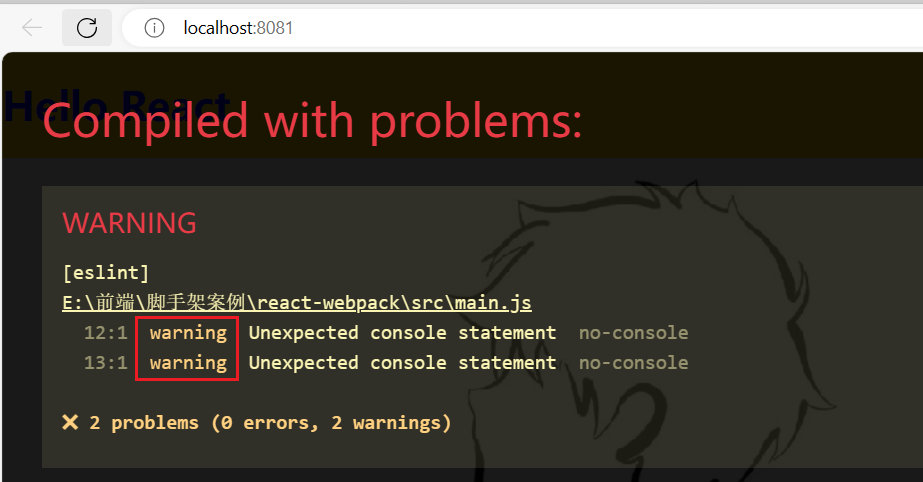 localhost:8081
Hello React
Compiled with problems:
WARNING
[eslint]
E:\前端\脚手架案例\react-webpack\src\main.js
12:1 warning Unexpected console statement no-console
13:1 warning Unexpected console statement no-console
❌ 2 problems (0 errors, 2 warnings)